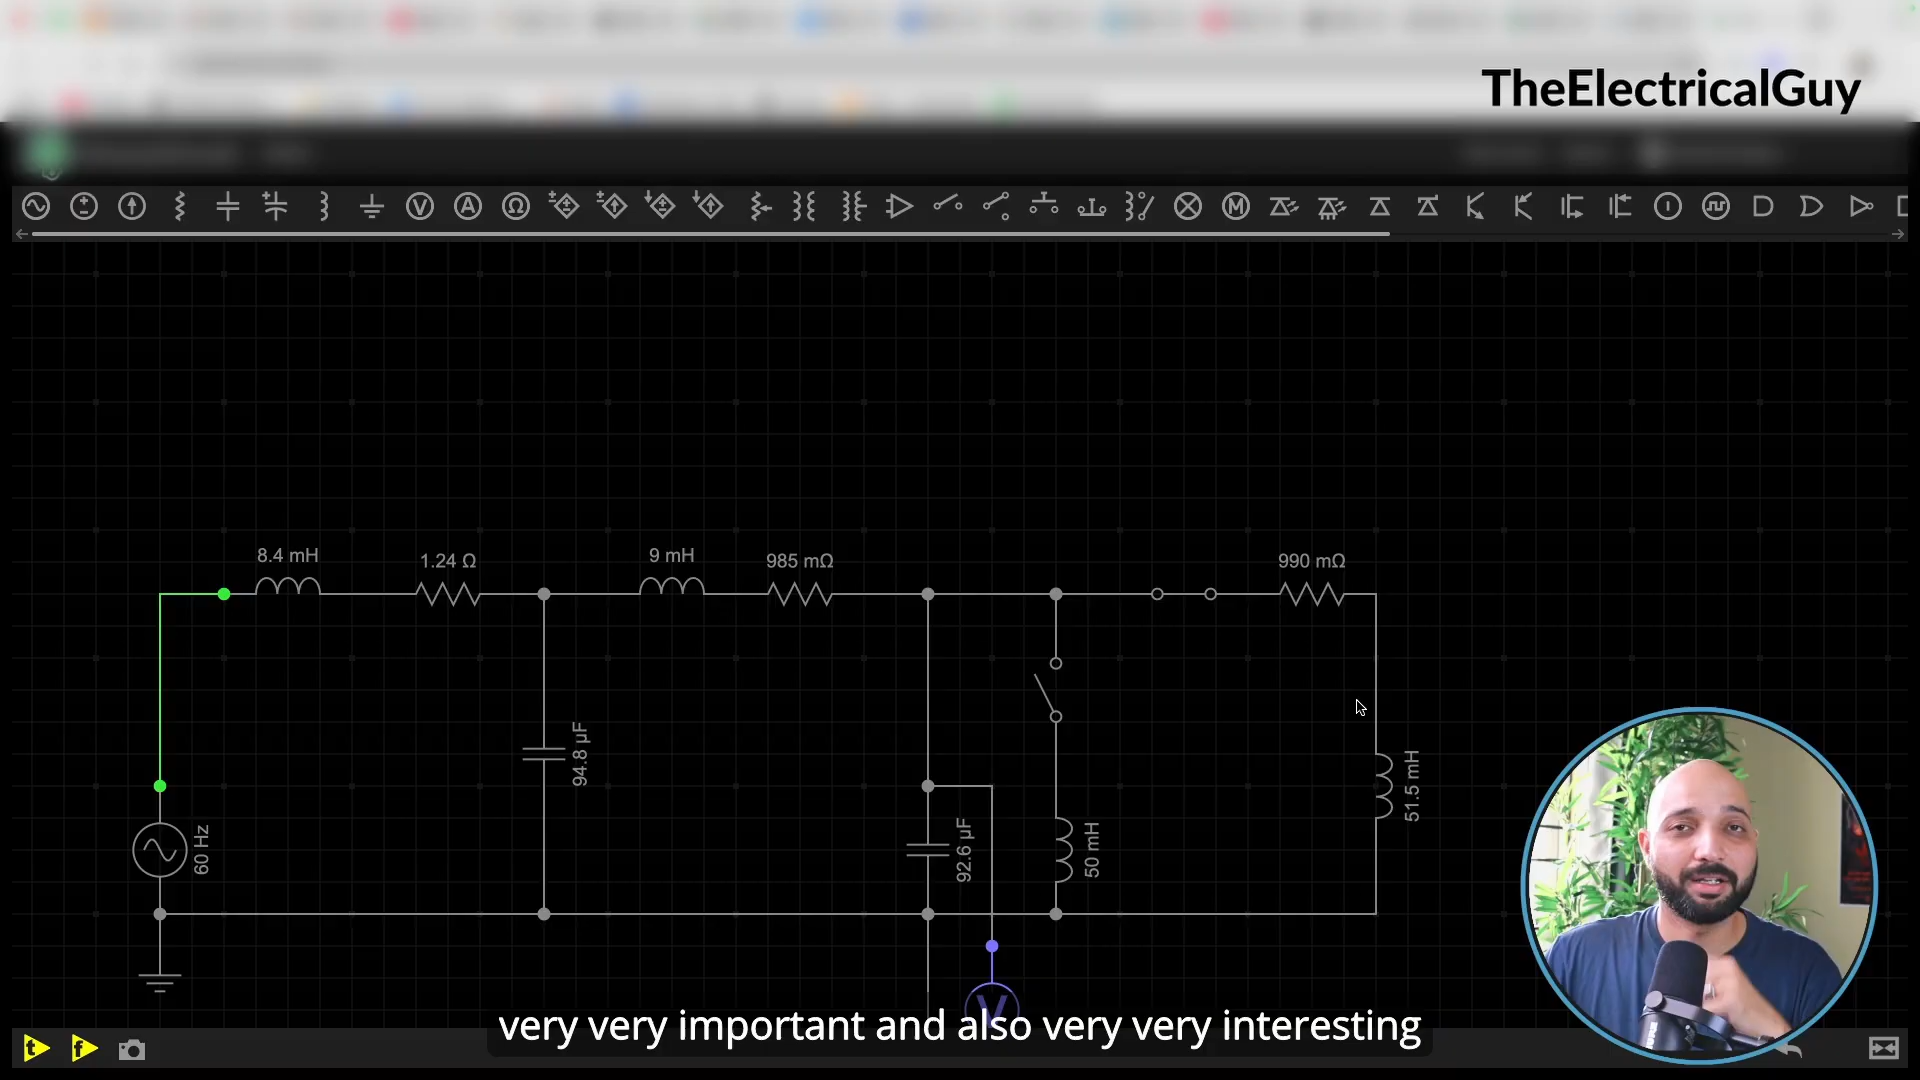 TheElectricalGuy
8.4 mH
1.24 Ω
9 mH
985 mΩ
990 mΩ
94.8 µF
60 Hz
92.6 µF
50 mH
51.5 mH
V
very very important and also very very interesting
t
f